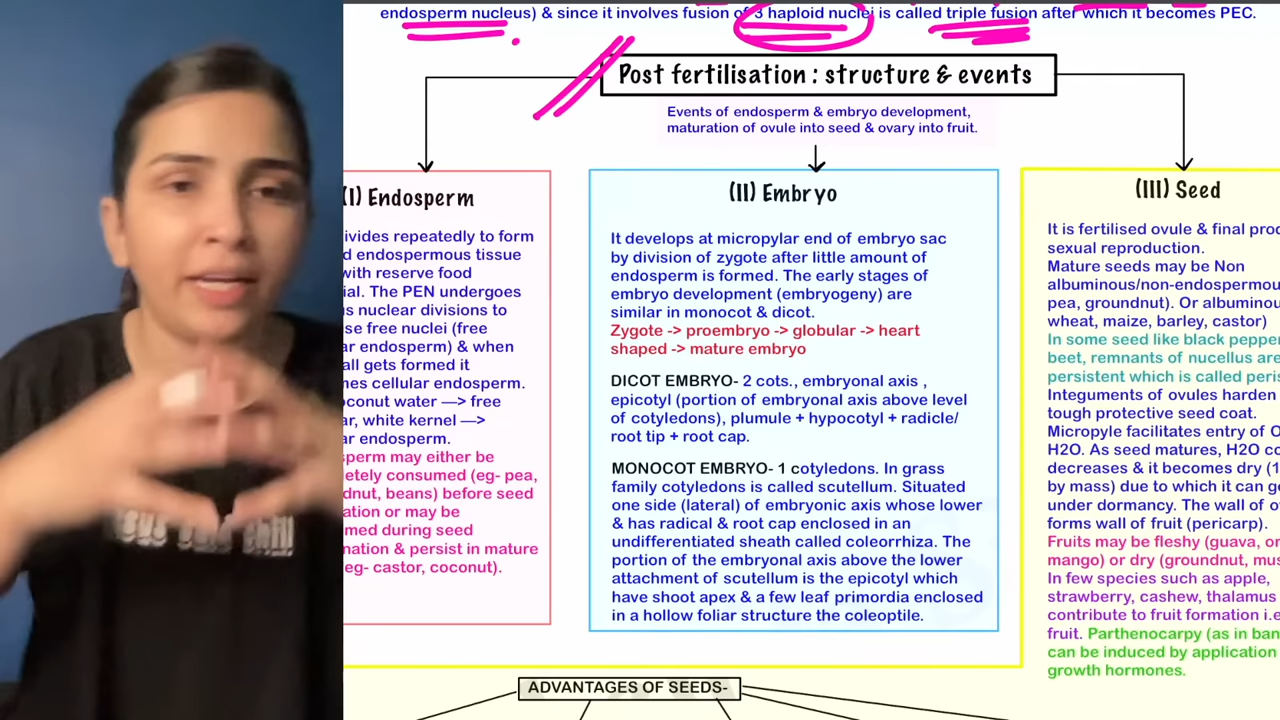 endosperm nucleus) & since it involves fusion of 3 haploid nuclei is called triple fusion after which it becomes PEC.
Post fertilisation : structure & events
Events of endosperm & embryo development,
maturation of ovule into seed & ovary into fruit.
(I) Endosperm
ivides repeatedly to form
d endospermous tissue
with reserve food
ial. The PEN undergoes
us nuclear divisions to
se free nuclei (free
ar endosperm) & when
all gets formed it
mes cellular endosperm.
oconut water —> free
ar, white kernel —>
ar endosperm.
sperm may either be
etely consumed (eg- pea,
dnut, beans) before seed
ation or may be
med during seed
nation & persist in mature
eg- castor, coconut).
(II) Embryo
It develops at micropylar end of embryo sac
by division of zygote after little amount of
endosperm is formed. The early stages of
embryo development (embryogeny) are
similar in monocot & dicot.
Zygote -> proembryo -> globular -> heart
shaped -> mature embryo
DICOT EMBRYO- 2 cots., embryonal axis ,
epicotyl (portion of embryonal axis above level
of cotyledons), plumule + hypocotyl + radicle/
root tip + root cap.
MONOCOT EMBRYO- 1 cotyledons. In grass
family cotyledons is called scutellum. Situated
one side (lateral) of embryonic axis whose lower
& has radical & root cap enclosed in an
undifferentiated sheath called coleorrhiza. The
portion of the embryonal axis above the lower
attachment of scutellum is the epicotyl which
have shoot apex & a few leaf primordia enclosed
in a hollow foliar structure the coleoptile.
(III) Seed
It is fertilised ovule & final prod
sexual reproduction.
Mature seeds may be Non
albuminous/non-endospermou
pea, groundnut). Or albuminou
wheat, maize, barley, castor)
In some seed like black pepper
beet, remnants of nucellus are
persistent which is called peris
Integuments of ovules harden
tough protective seed coat.
Micropyle facilitates entry of O
H2O. As seed matures, H2O co
decreases & it becomes dry (1
by mass) due to which it can go
under dormancy. The wall of ov
forms wall of fruit (pericarp).
Fruits may be fleshy (guava, or
mango) or dry (groundnut, mus
In few species such as apple,
strawberry, cashew, thalamus
contribute to fruit formation i.e
fruit. Parthenocarpy (as in ban
can be induced by application
growth hormones.
ADVANTAGES OF SEEDS-